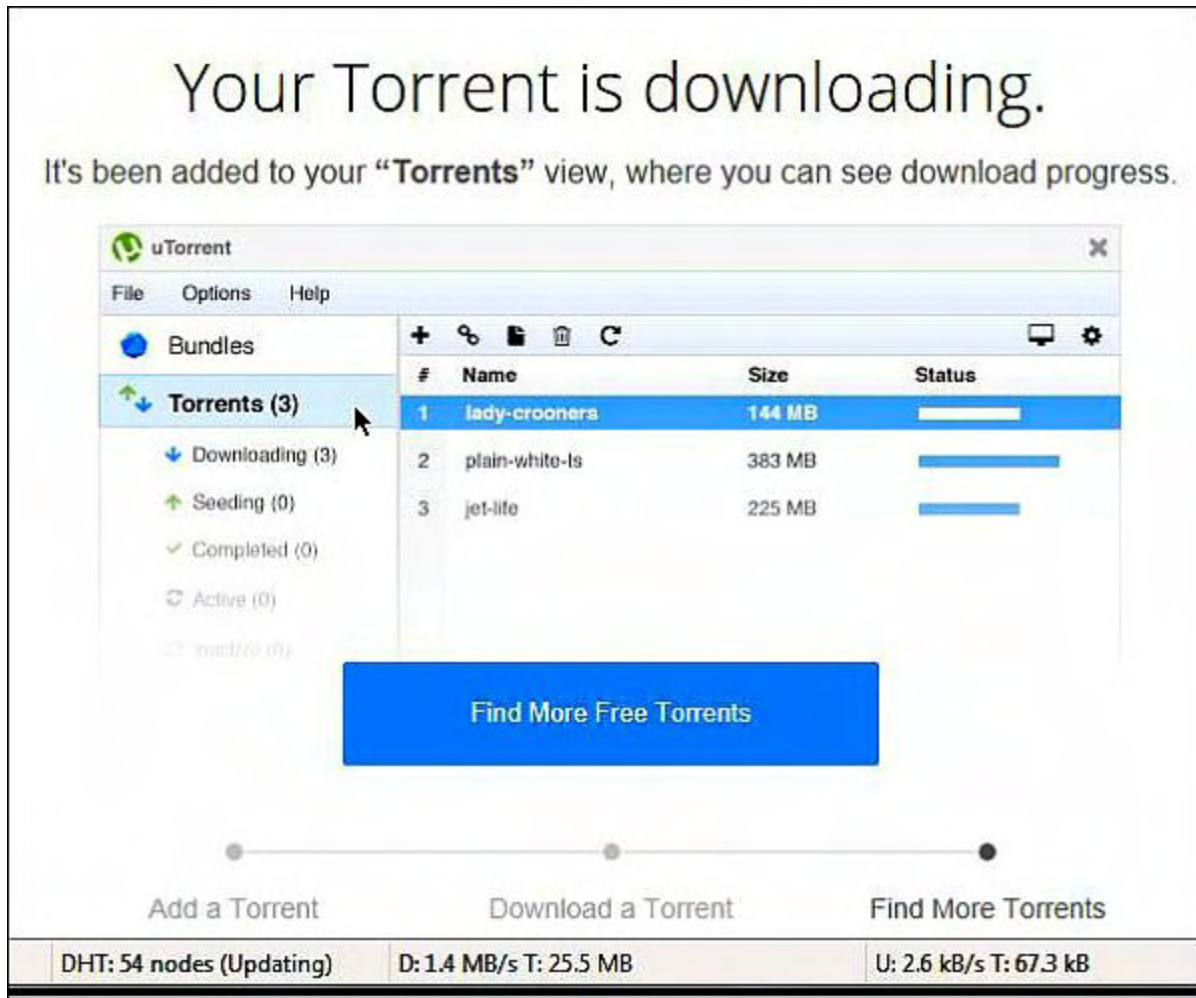 Your Torrent is downloading.
It's been added to your “Torrents” view, where you can see download progress.
uTorrent
File Options Help
Bundles
Torrents (3)
Downloading (3)
Seeding (0)
Completed (0)
Active (0)
Inactive (0)
# Name Size Status
1 lady-crooners 144 MB
2 plain-white-ts 383 MB
3 jet-life 225 MB
Find More Free Torrents
Add a Torrent Download a Torrent Find More Torrents
DHT: 54 nodes (Updating) D: 1.4 MB/s T: 25.5 MB U: 2.6 kB/s T: 67.3 kB